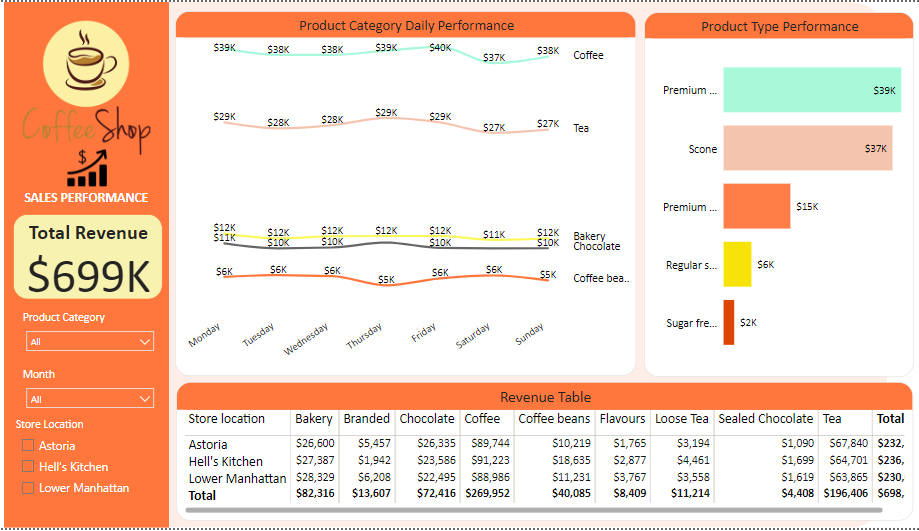 Coffee Shop
$
SALES PERFORMANCE
Total Revenue
$699K
Product Category
All
Month
All
Store Location
Astoria
Hell's Kitchen
Lower Manhattan
Product Category Daily Performance
$39K $38K $38K $39K $40K $37K $38K Coffee
$29K $28K $28K $29K $29K $27K $27K Tea
$12K $12K $12K $12K $12K $11K $12K Bakery
$11K $10K $10K $10K $10K Chocolate
$6K $6K $6K $5K $6K $6K $5K Coffee bea..
Monday Tuesday Wednesday Thursday Friday Saturday Sunday
Product Type Performance
Premium ... $39K
Scone $37K
Premium ... $15K
Regular s... $6K
Sugar fre... $2K
Revenue Table
Store location Bakery Branded Chocolate Coffee Coffee beans Flavours Loose Tea Sealed Chocolate Tea Total
Astoria $26,600 $5,457 $26,335 $89,744 $10,219 $1,765 $3,194 $1,090 $67,840 $232,
Hell's Kitchen $27,387 $1,942 $23,586 $91,223 $18,635 $2,877 $4,461 $1,699 $64,701 $236,
Lower Manhattan $28,329 $6,208 $22,495 $88,986 $11,231 $3,767 $3,558 $1,619 $63,865 $230,
Total $82,316 $13,607 $72,416 $269,952 $40,085 $8,409 $11,214 $4,408 $196,406 $698,